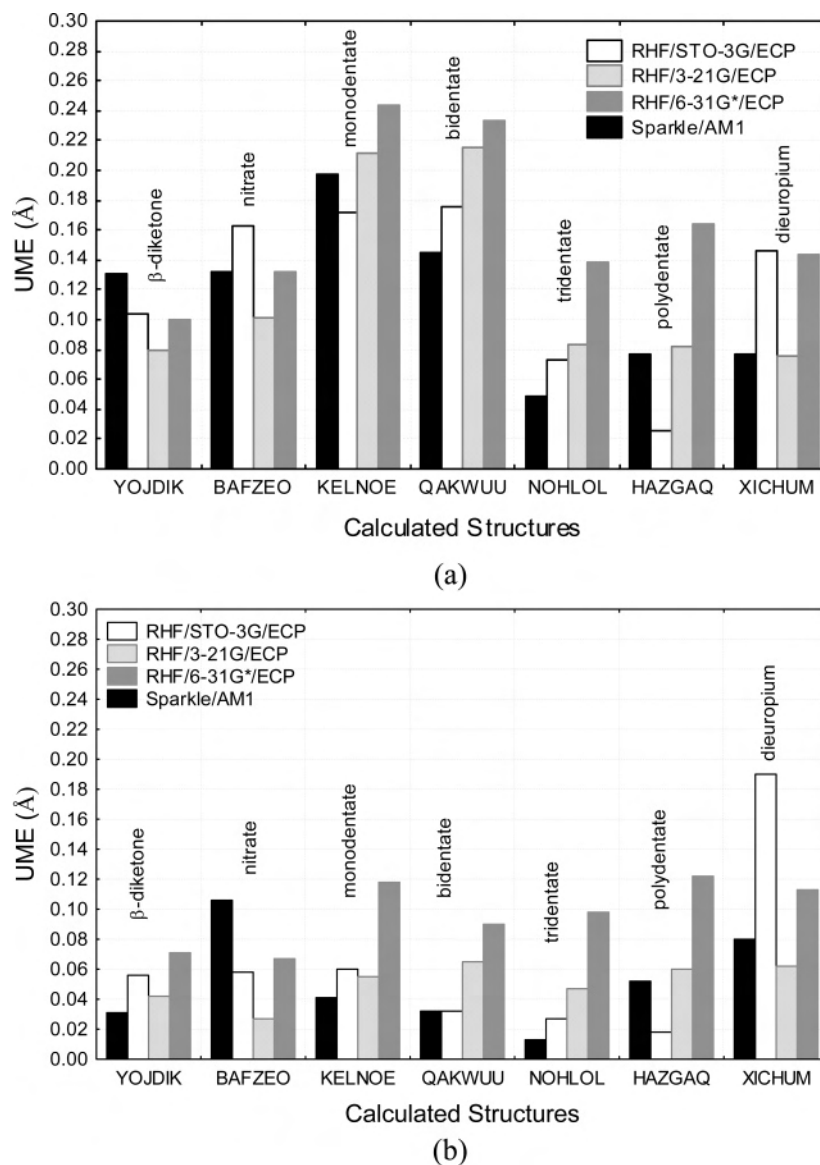 0.30
0.28
0.26
0.24
0.22
0.20
0.18
0.16
0.14
0.12
0.10
0.08
0.06
0.04
0.02
0.00
UME (Å)
RHF/STO-3G/ECP
RHF/3-21G/ECP
RHF/6-31G*/ECP
Sparkle/AM1
β-diketone
nitrate
monodentate
bidentate
tridentate
polydentate
dieuropium
YOJDIK BAFZEO KELNOE QAKWUU NOHLOL HAZGAQ XICHUM
Calculated Structures
(a)
0.30
0.28
0.26
0.24
0.22
0.20
0.18
0.16
0.14
0.12
0.10
0.08
0.06
0.04
0.02
0.00
UME (Å)
RHF/STO-3G/ECP
RHF/3-21G/ECP
RHF/6-31G*/ECP
Sparkle/AM1
β-diketone
nitrate
monodentate
bidentate
tridentate
polydentate
dieuropium
YOJDIK BAFZEO KELNOE QAKWUU NOHLOL HAZGAQ XICHUM
Calculated Structures
(b)